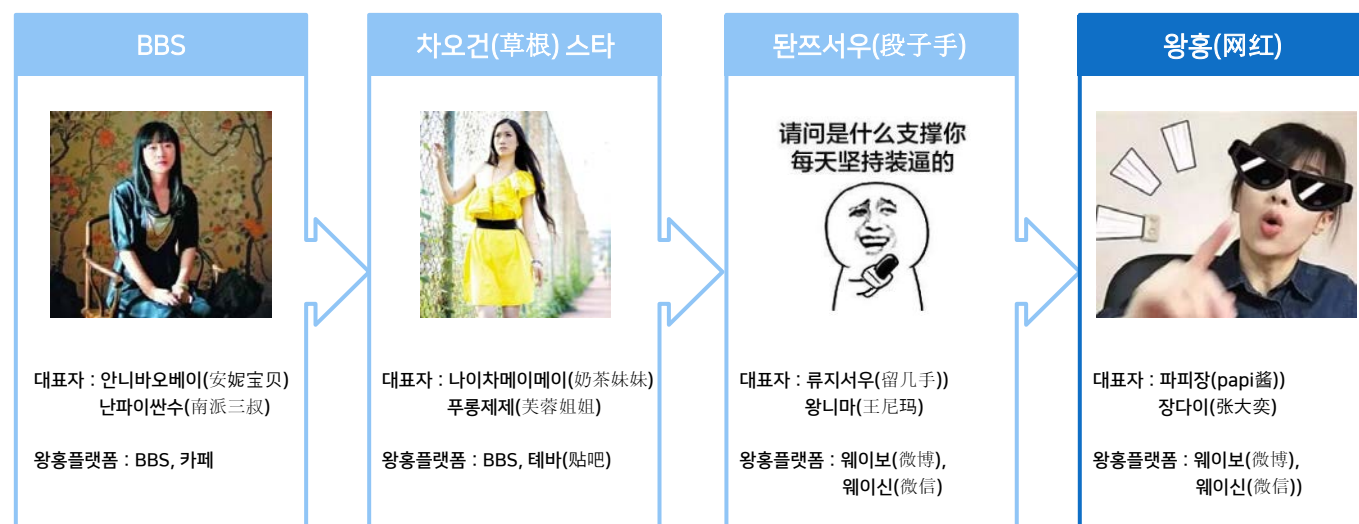 BBS
대표자 : 안니바오베이(安妮宝贝)
난파이싼수(南派三叔)
왕홍플랫폼 : BBS, 카페
차오건(草根) 스타
대표자 : 나이차메이메이(奶茶妹妹)
푸룽제제(芙蓉姐姐)
왕홍플랫폼 : BBS, 톄바(贴吧)
돤쯔서우(段子手)
请问是什么支撑你
每天坚持装逼的
대표자 : 류지서우(留几手))
왕니마(王尼玛)
왕홍플랫폼 : 웨이보(微博),
웨이신(微信)
왕홍(网红)
대표자 : 파피장(papi酱))
장다이(张大奕)
왕홍플랫폼 : 웨이보(微博),
웨이신(微信))